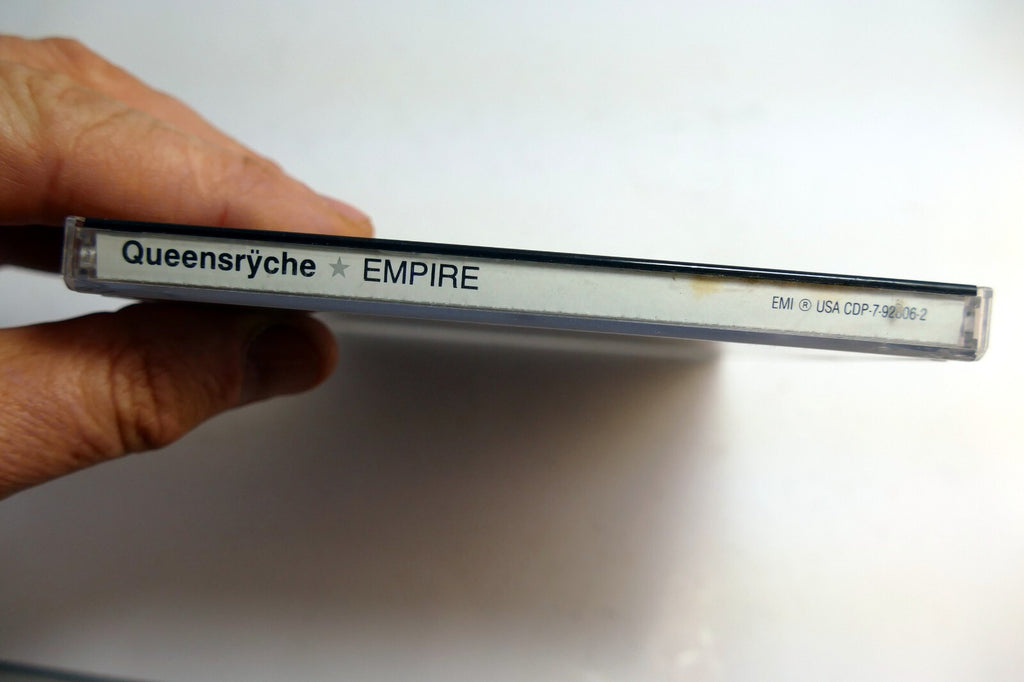 Queensrÿche ★ EMPIRE EMI ® USA CDP-7-92806-2